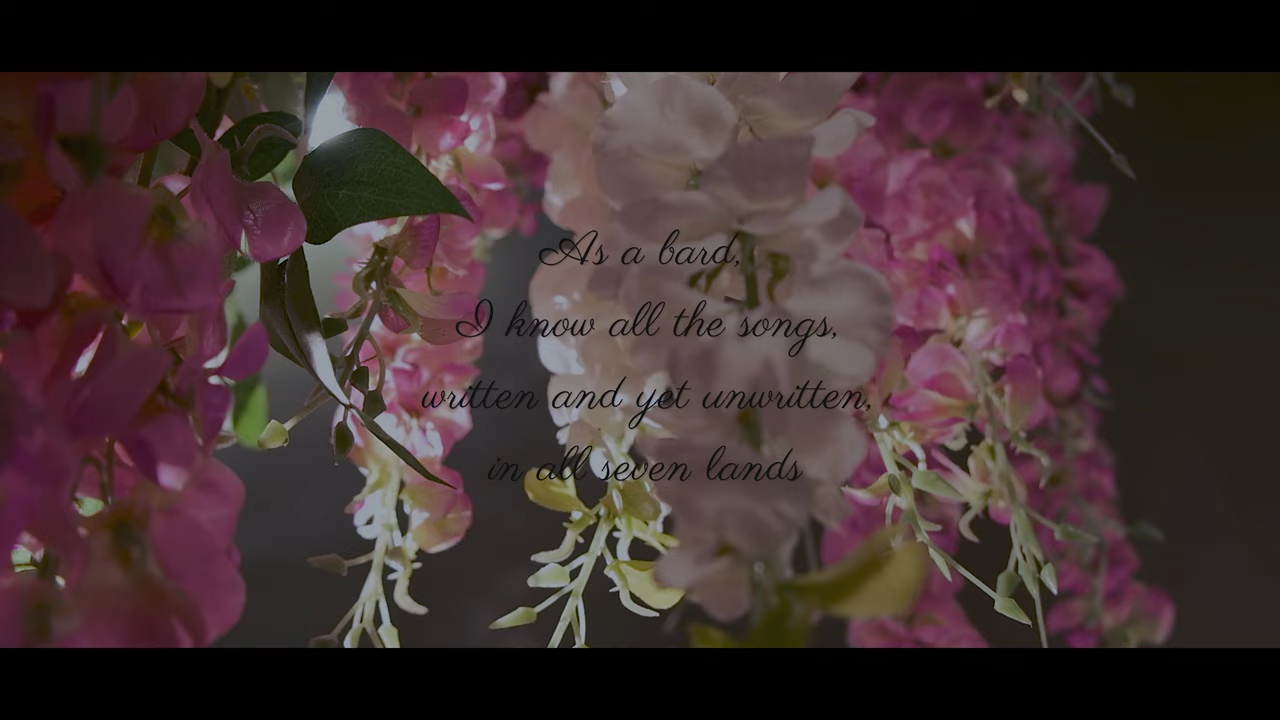 As a bard,
I know all the songs,
written and yet unwritten,
in all seven lands